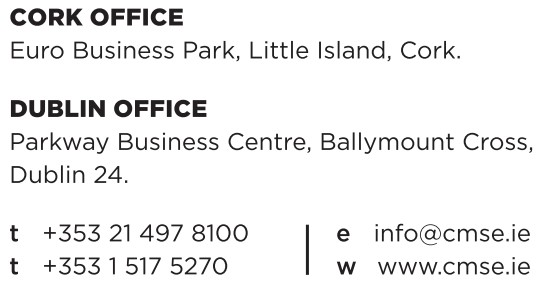 CORK OFFICE
Euro Business Park, Little Island, Cork.
DUBLIN OFFICE
Parkway Business Centre, Ballymount Cross,
Dublin 24.
t +353 21 497 8100
t +353 1 517 5270
e info@cmse.ie
w www.cmse.ie